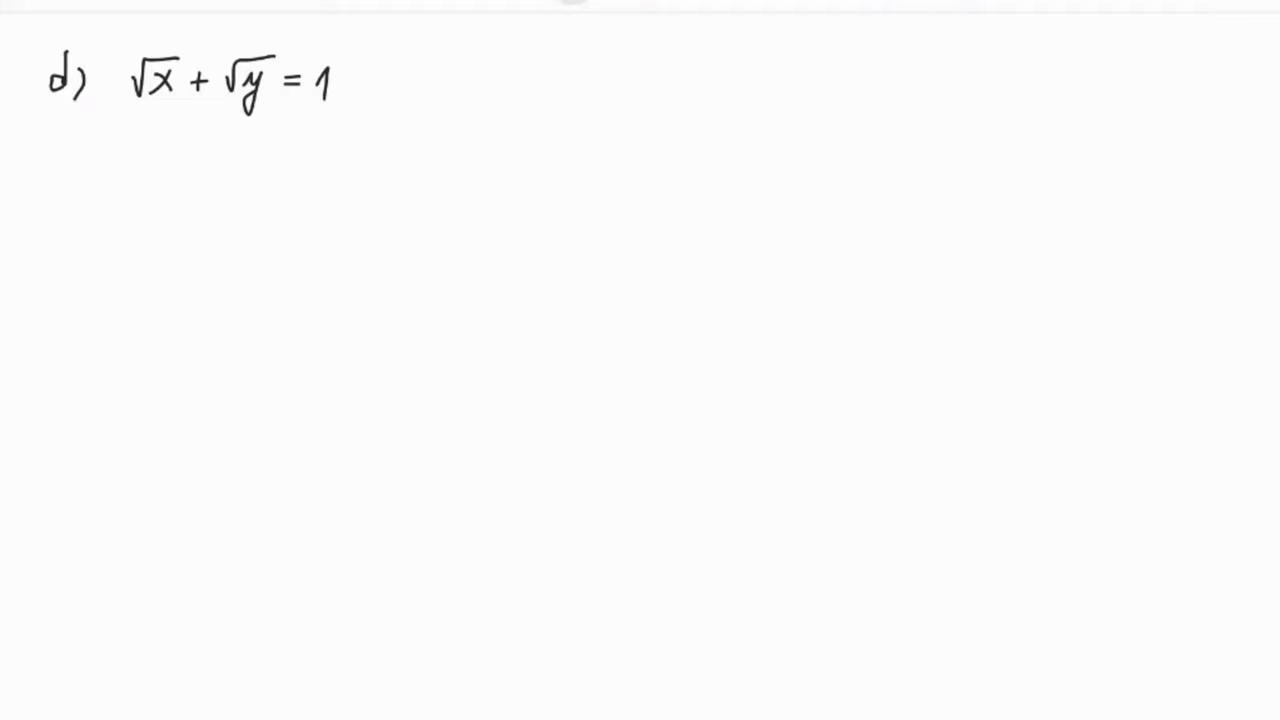 d) √x + √y = 1